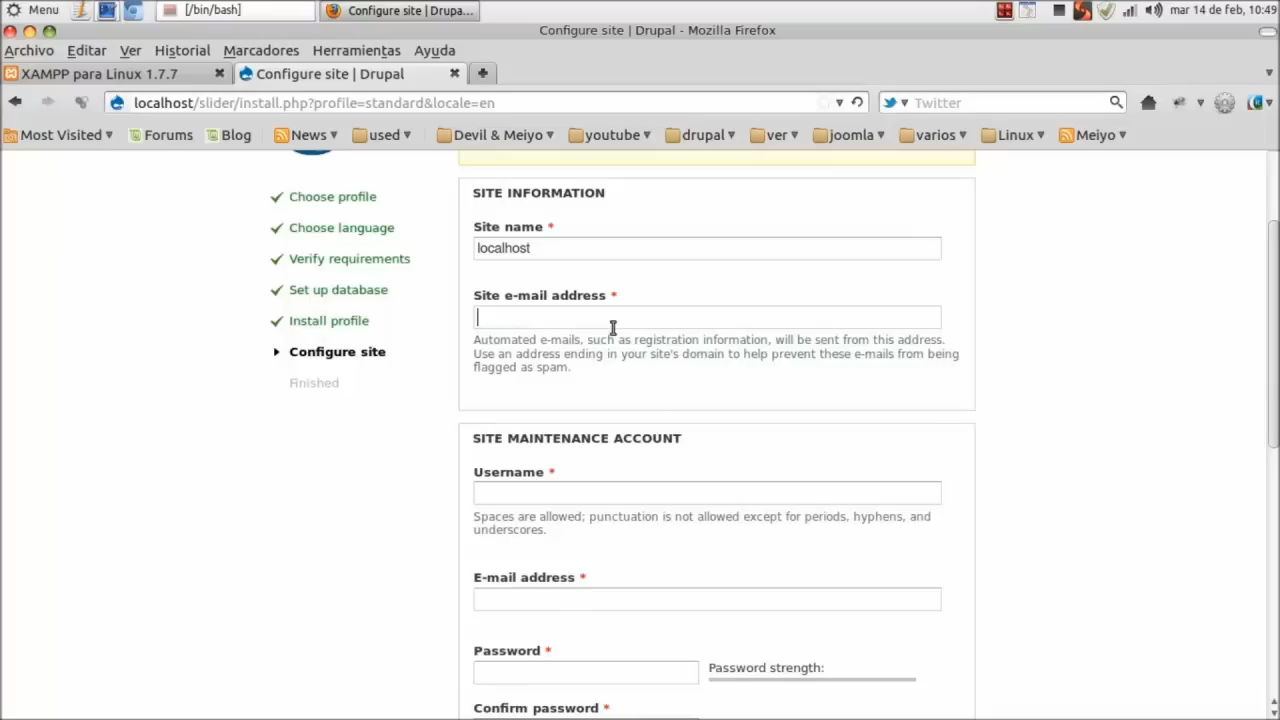 Menu
[/bin/bash]
Configure site | Drupa...
mar 14 de feb, 10:49
Configure site | Drupal - Mozilla Firefox
Archivo Editar Ver Historial Marcadores Herramientas Ayuda
XAMPP para Linux 1.7.7
Configure site | Drupal
localhost/slider/install.php?profile=standard&locale=en
Twitter
Most Visited Forums Blog News used Devil & Meiyo youtube drupal ver joomla varios Linux Meiyo
Choose profile
Choose language
Verify requirements
Set up database
Install profile
Configure site
Finished
SITE INFORMATION
Site name *
localhost
Site e-mail address *
Automated e-mails, such as registration information, will be sent from this address.
Use an address ending in your site's domain to help prevent these e-mails from being
flagged as spam.
SITE MAINTENANCE ACCOUNT
Username *
Spaces are allowed; punctuation is not allowed except for periods, hyphens, and
underscores.
E-mail address *
Password *
Password strength:
Confirm password *